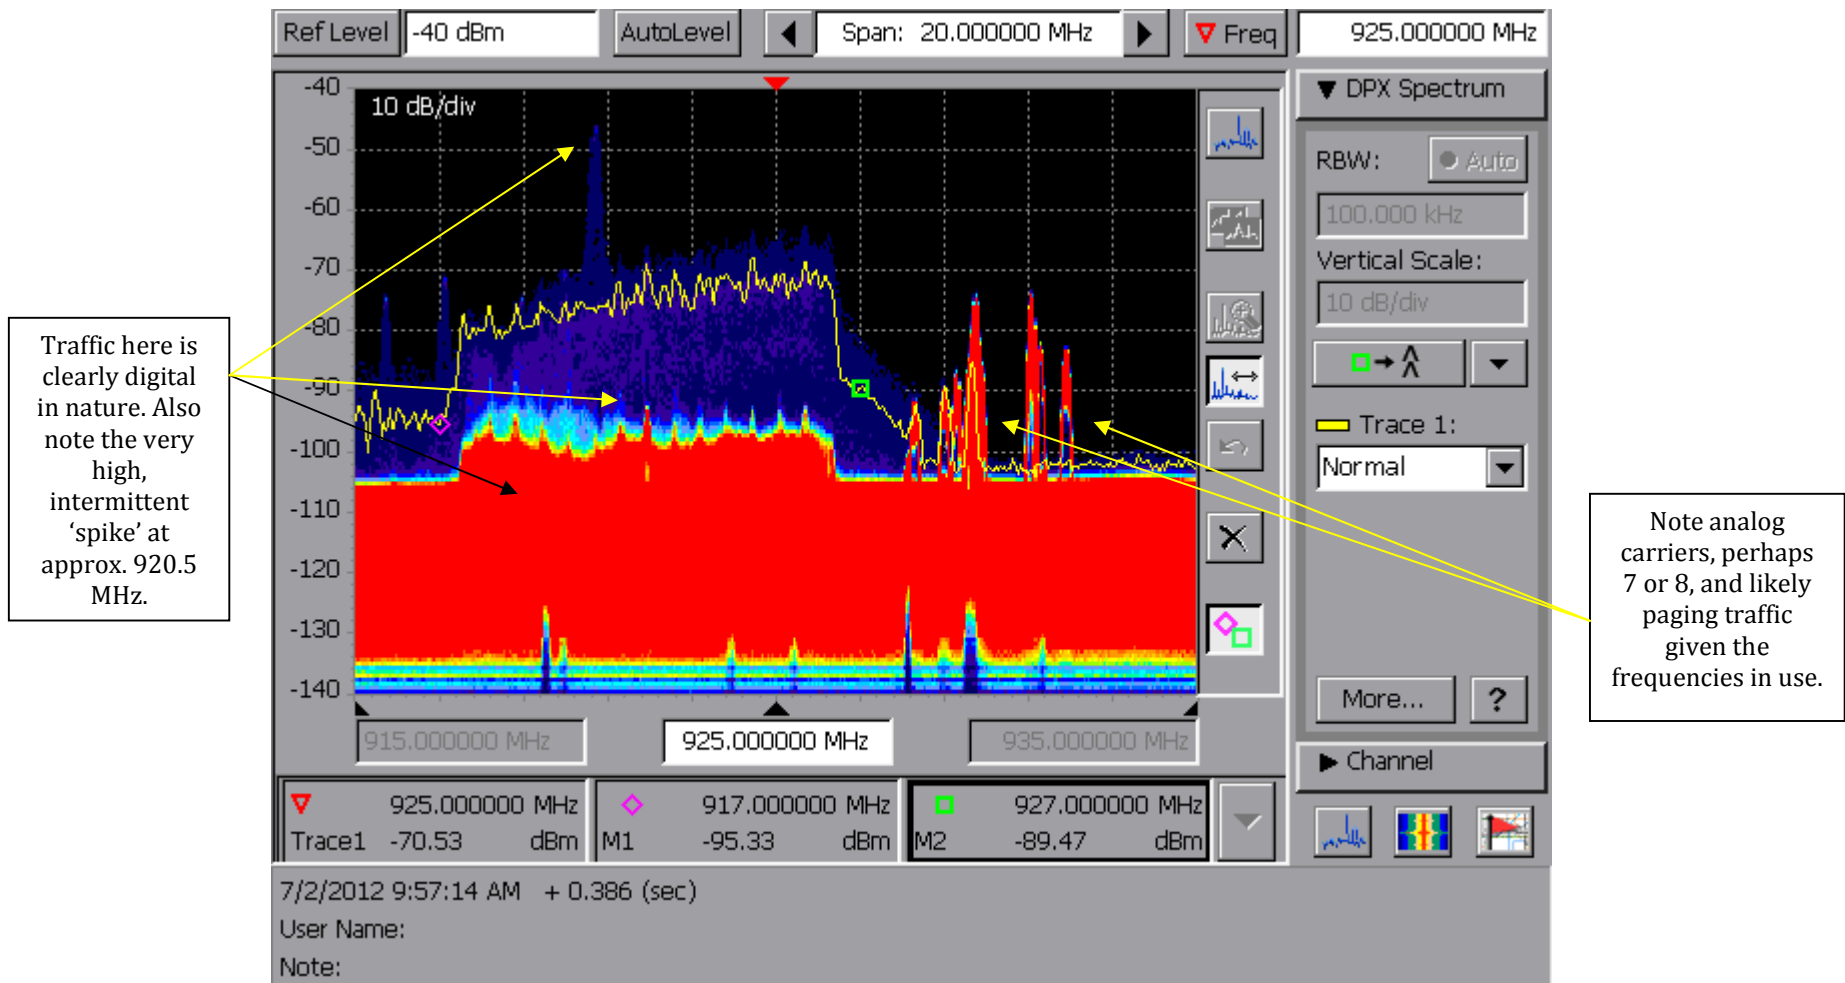 Ref Level -40 dBm AutoLevel Span: 20.000000 MHz Freq 925.000000 MHz
10 dB/div
-40
-50
-60
-70
-80
-90
-100
-110
-120
-130
-140
915.000000 MHz 925.000000 MHz 935.000000 MHz
925.000000 MHz 917.000000 MHz 927.000000 MHz
Trace1 -70.53 dBm M1 -95.33 dBm M2 -89.47 dBm
7/2/2012 9:57:14 AM + 0.386 (sec)
User Name:
Note:
DPX Spectrum
RBW: Auto
100.000 kHz
Vertical Scale:
10 dB/div
Trace 1:
Normal
More... ?
Channel
Traffic here is
clearly digital
in nature. Also
note the very
high,
intermittent
‘spike’ at
approx. 920.5
MHz.
Note analog
carriers, perhaps
7 or 8, and likely
paging traffic
given the
frequencies in use.